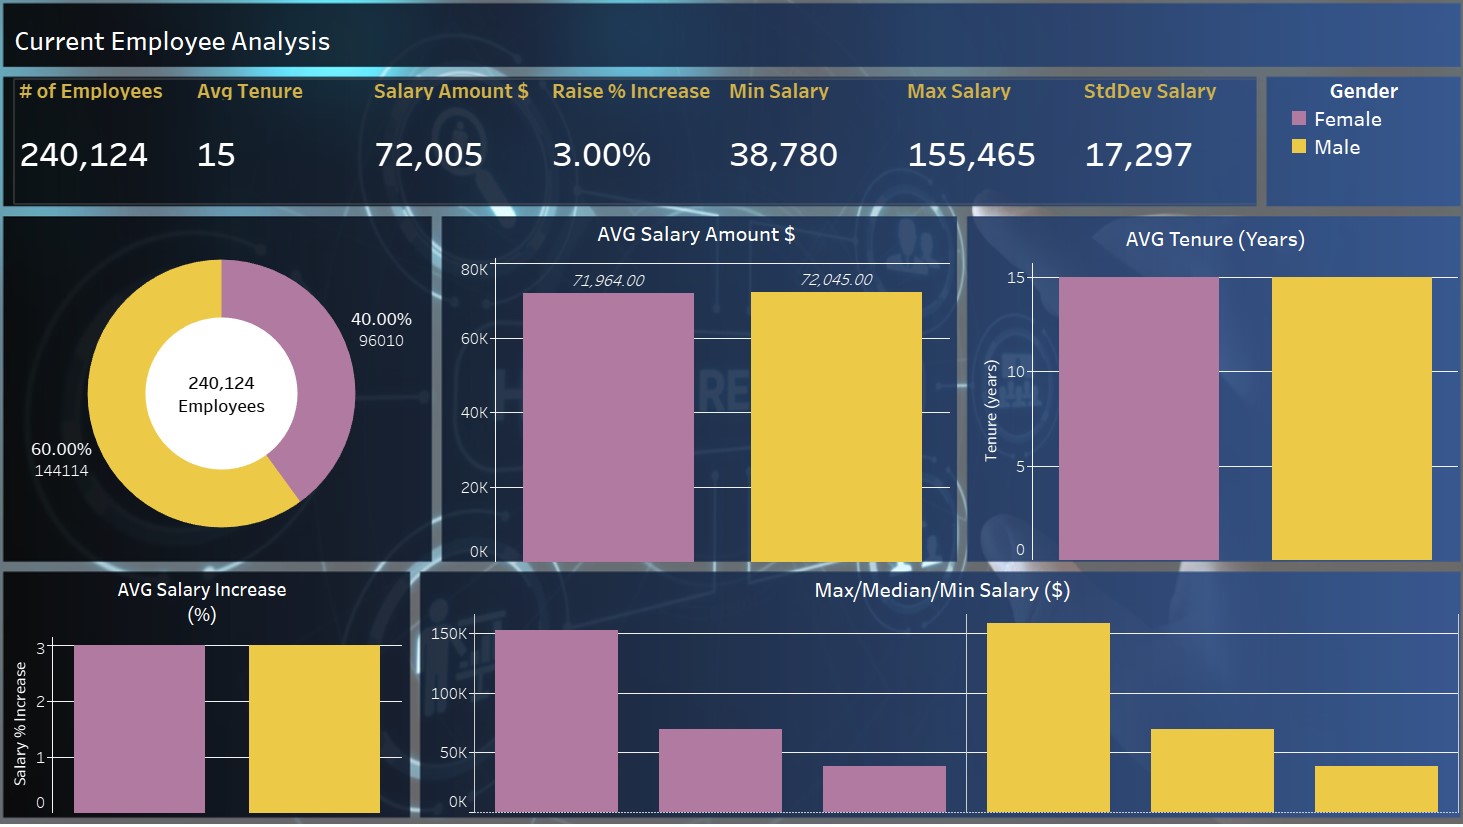 Current Employee Analysis
# of Employees
Avg Tenure
Salary Amount $
Raise % Increase
Min Salary
Max Salary
StdDev Salary
240,124
15
72,005
3.00%
38,780
155,465
17,297
Gender
Female
Male
40.00%
96010
240,124
Employees
60.00%
144114
AVG Salary Amount $
80K
60K
40K
20K
0K
71,964.00
72,045.00
AVG Tenure (Years)
Tenure (years)
15
10
5
0
AVG Salary Increase
(%)
Salary % Increase
3
2
1
0
Max/Median/Min Salary ($)
150K
100K
50K
0K